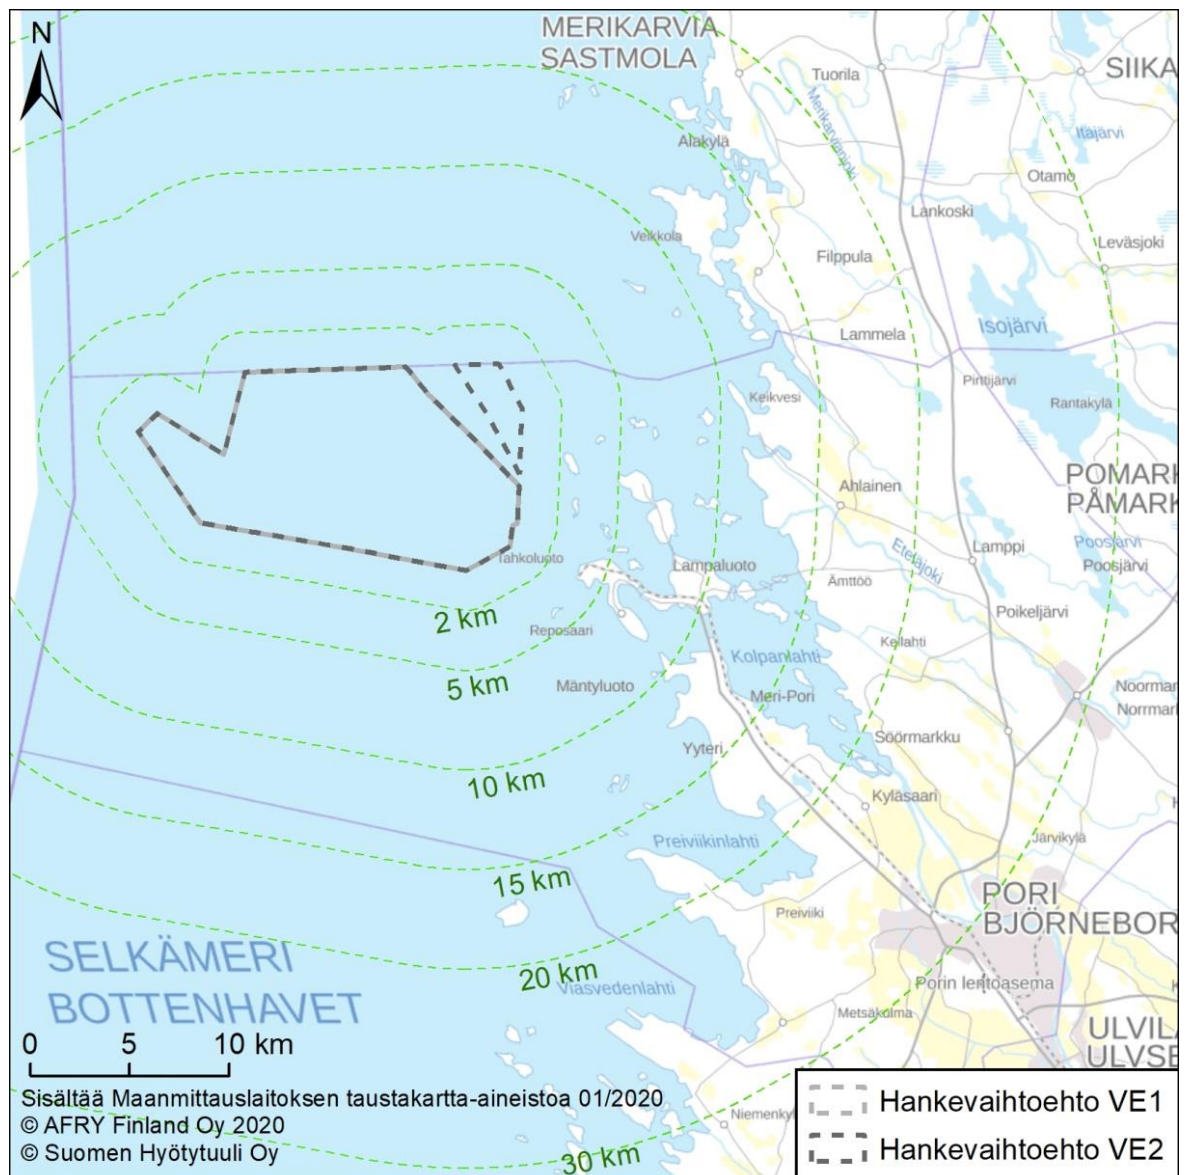 N
MERIKARVIA
SASTMOLA
Tuorila
SIIKA
Merikarvianjoki
Itäjärvi
Alakylä
Otamo
Lankoski
Veikkola
Leväsjoki
Filppula
Isojärvi
Lammela
Pirttijärvi
Keikvesi
Rantakylä
POMARK
PÅMARK
Ahlainen
Eteläjoki
Lamppi
Poosjärvi
Poosjärvi
Tahkoluoto
Lampaluoto
Ämttöö
Poikeljärvi
2 km
Reposaari
Kellahti
Kolpanlahti
5 km
Mäntyluoto
Meri-Pori
Noormar
Norrmar
Yyteri
Söörmarkku
10 km
Kyläsaari
Preiviikinlahti
Järvikylä
15 km
PORI
BJÖRNEBOR
Preiviiki
SELKÄMERI
BOTTENHAVET
20 km
Viasvedenlahti
Porin lentoasema
Metsäkolma
ULVILA
ULVSB
0 5 10 km
Sisältää Maanmittauslaitoksen taustakartta-aineistoa 01/2020
© AFRY Finland Oy 2020
© Suomen Hyötytuuli Oy
Niemenkyl
30 km
Hankevaihtoehto VE1
Hankevaihtoehto VE2